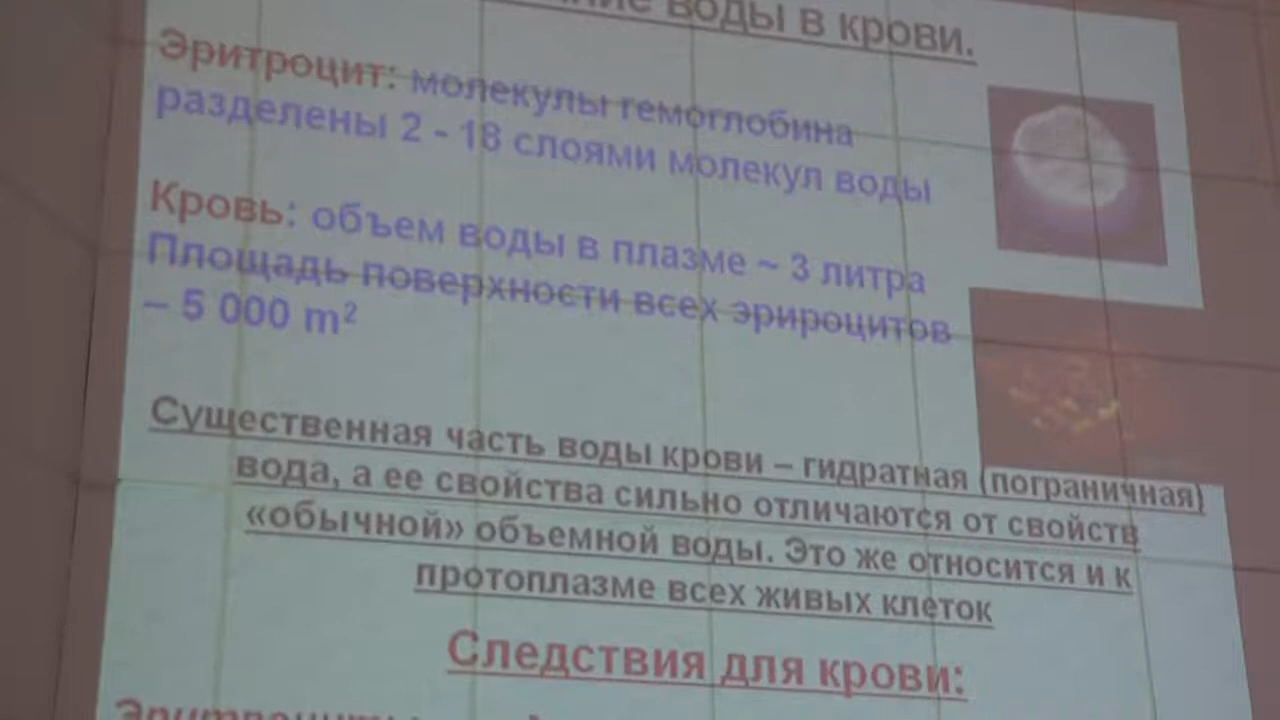 воды в крови.
Эритроцит: молекулы гемоглобина
разделены 2 - 18 слоями молекул воды
Кровь: объем воды в плазме ~ 3 литра
Площадь поверхности всех эрироцитов
– 5 000 m²
Существенная часть воды крови – гидратная (пограничная)
вода, а ее свойства сильно отличаются от свойств
«обычной» объемной воды. Это же относится и к
протоплазме всех живых клеток
Следствия для крови: